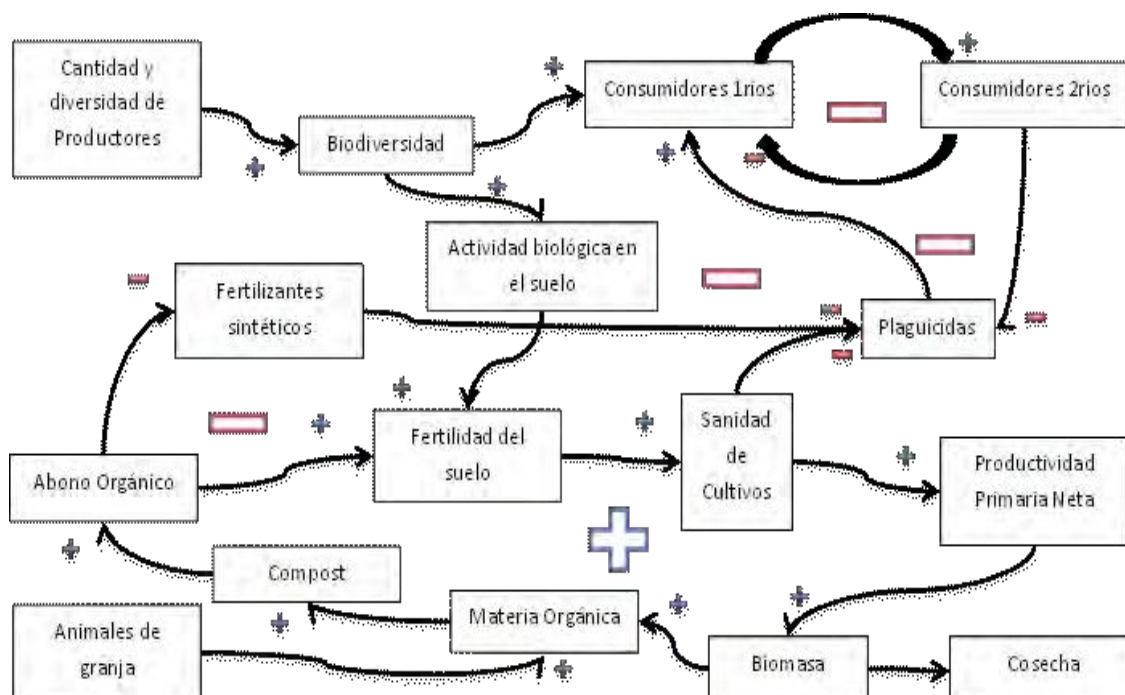 Cantidad y
diversidad de
Productores
Biodiversidad
Consumidores 1rios
Consumidores 2rios
Actividad biológica en
el suelo
Fertilizantes
sintéticos
Plaguicidas
Abono Orgánico
Fertilidad del
suelo
Sanidad
de
Cultivos
Productividad
Primaria Neta
Compost
Materia Orgánica
Animales de
granja
Biomasa
Cosecha